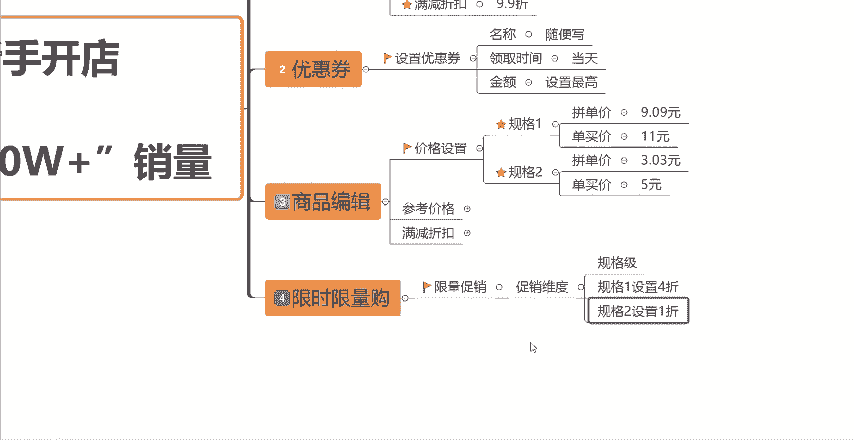 手开店
0W+”销量
满减折扣 9.9折
2 优惠券
设置优惠券
名称 随便写
领取时间 当天
金额 设置最高
3 商品编辑
价格设置
规格1
拼单价 9.09元
单买价 11元
规格2
拼单价 3.03元
单买价 5元
参考价格
满减折扣
4 限时限量购
限量促销
促销维度
规格级
规格1设置4折
规格2设置1折